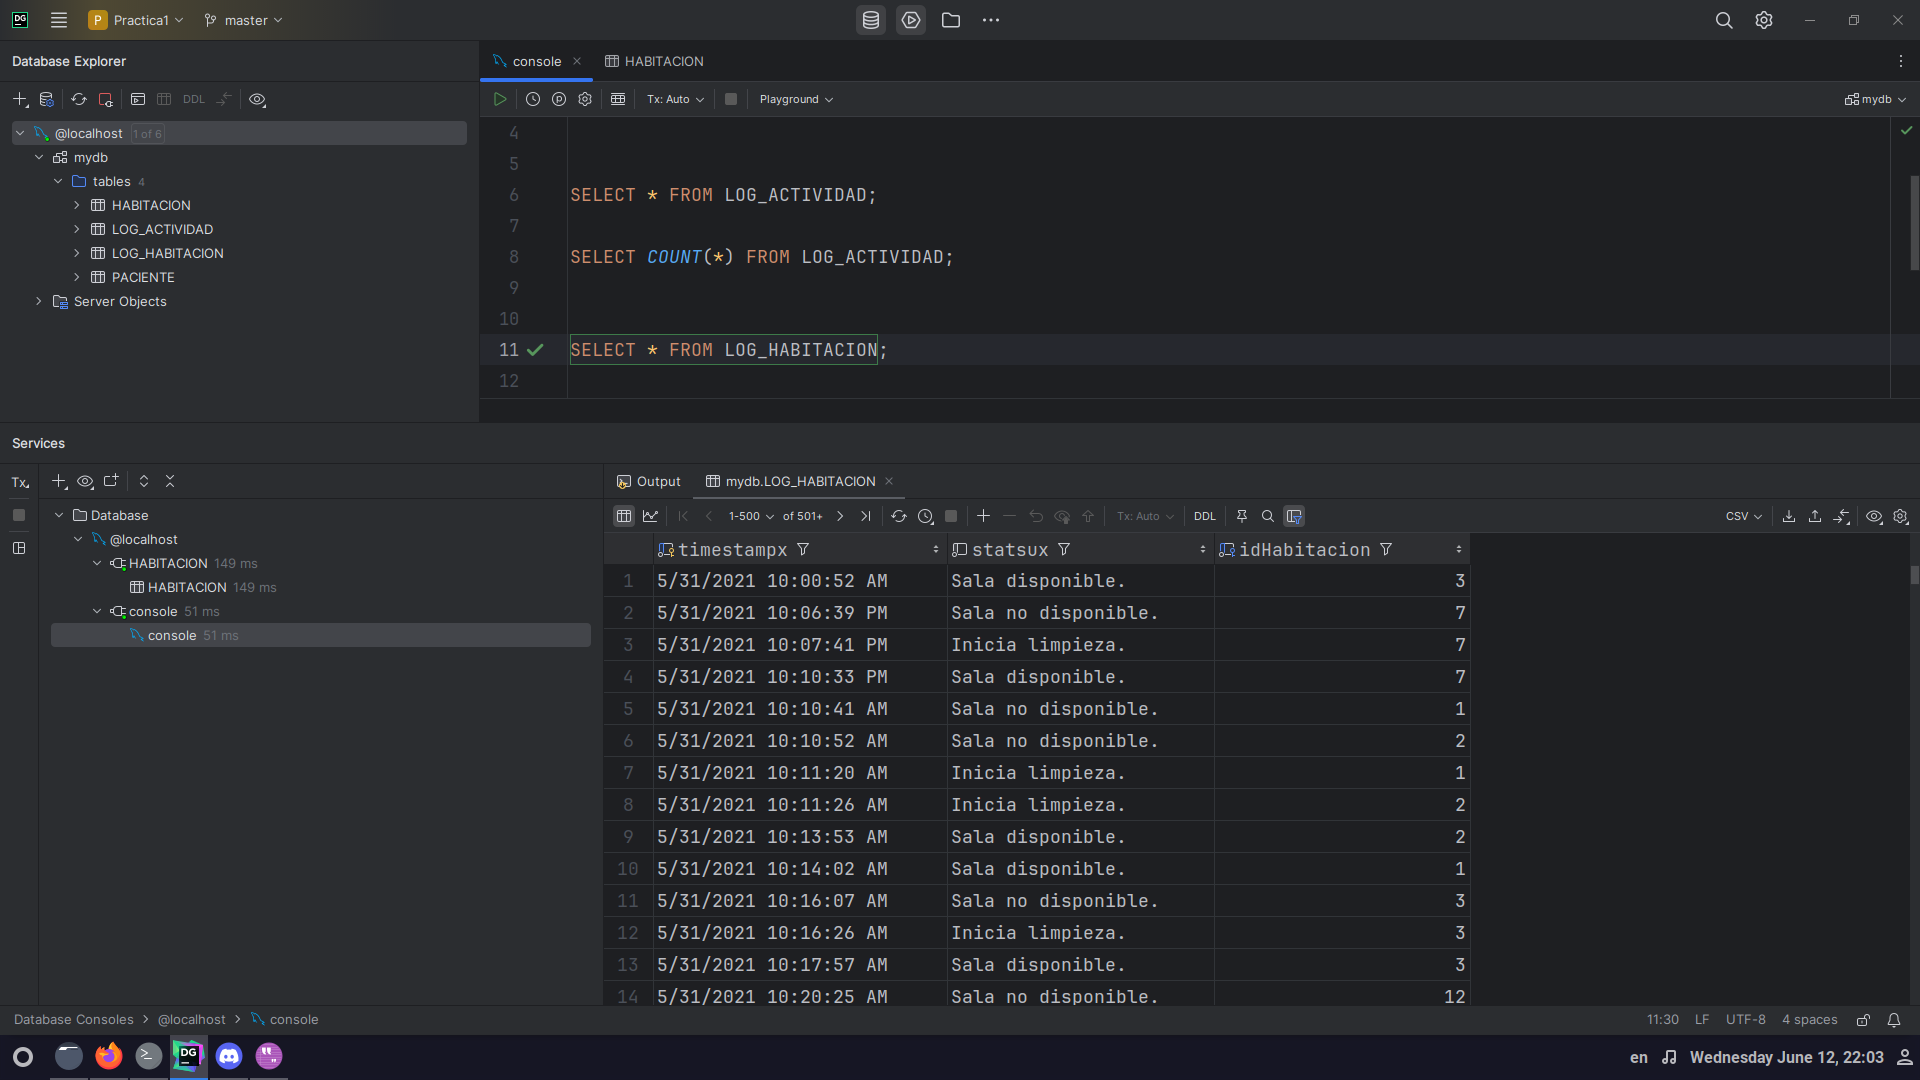 DG
P Practica1
master
Database Explorer
console
HABITACION
DDL
Tx: Auto
Playground
mydb
@localhost 1 of 6
mydb
tables 4
HABITACION
LOG_ACTIVIDAD
LOG_HABITACION
PACIENTE
Server Objects
4
5
6 SELECT * FROM LOG_ACTIVIDAD;
7
8 SELECT COUNT(*) FROM LOG_ACTIVIDAD;
9
10
11 SELECT * FROM LOG_HABITACION;
12
Services
Tx
Database
@localhost
HABITACION 149 ms
HABITACION 149 ms
console 51 ms
console 51 ms
Output
mydb.LOG_HABITACION
1-500 of 501+
Tx: Auto
DDL
CSV
timestampx statsux idHabitacion
1 5/31/2021 10:00:52 AM Sala disponible. 3
2 5/31/2021 10:06:39 PM Sala no disponible. 7
3 5/31/2021 10:07:41 PM Inicia limpieza. 7
4 5/31/2021 10:10:33 PM Sala disponible. 7
5 5/31/2021 10:10:41 AM Sala no disponible. 1
6 5/31/2021 10:10:52 AM Sala no disponible. 2
7 5/31/2021 10:11:20 AM Inicia limpieza. 1
8 5/31/2021 10:11:26 AM Inicia limpieza. 2
9 5/31/2021 10:13:53 AM Sala disponible. 2
10 5/31/2021 10:14:02 AM Sala disponible. 1
11 5/31/2021 10:16:07 AM Sala no disponible. 3
12 5/31/2021 10:16:26 AM Inicia limpieza. 3
13 5/31/2021 10:17:57 AM Sala disponible. 3
14 5/31/2021 10:20:25 AM Sala no disponible. 12
Database Consoles > @localhost > console
11:30 LF UTF-8 4 spaces
DG
en
Wednesday June 12, 22:03